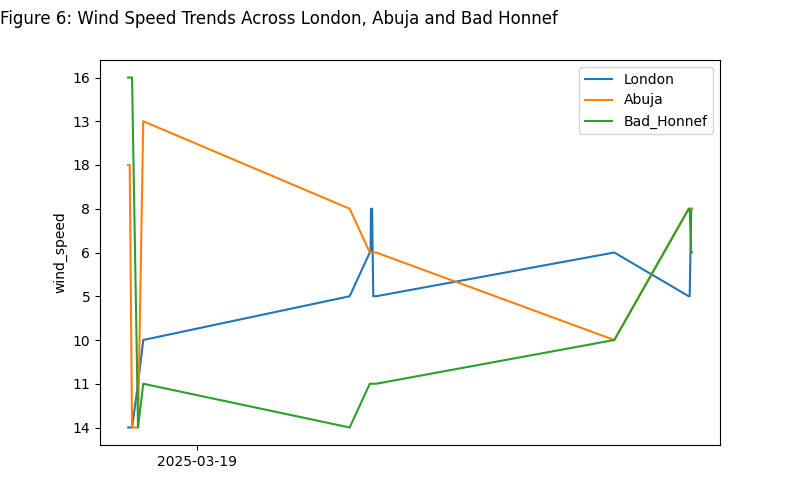 Figure 6: Wind Speed Trends Across London, Abuja and Bad Honnef
London
Abuja
Bad_Honnef
wind_speed
16
13
18
8
6
5
10
11
14
2025-03-19